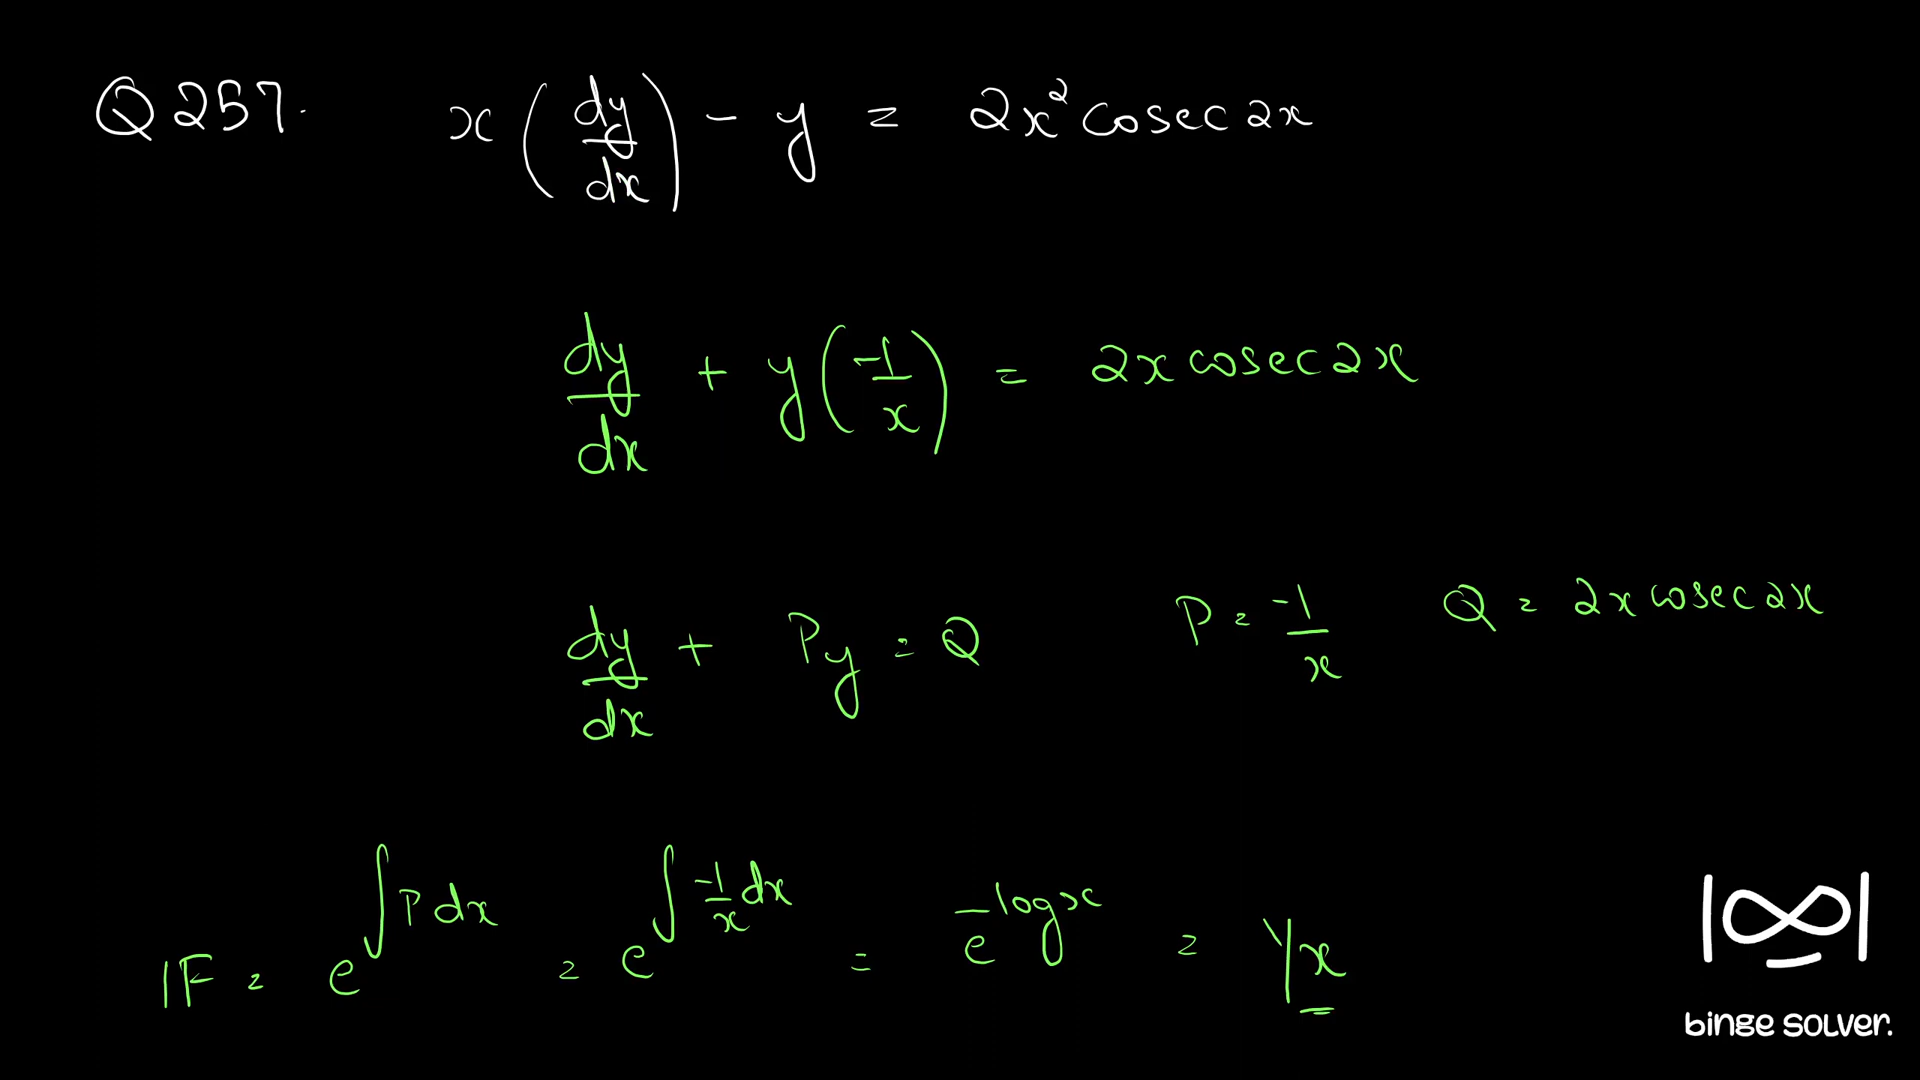 Q 257. x(dy/dx) - y = 2x² cosec 2x
dy/dx + y(-1/x) = 2x cosec 2x
dy/dx + Py = Q P = -1/x Q = 2x cosec 2x
IF = e^∫P dx = e^∫-1/x dx = e^-log x = 1/x
binge solver.